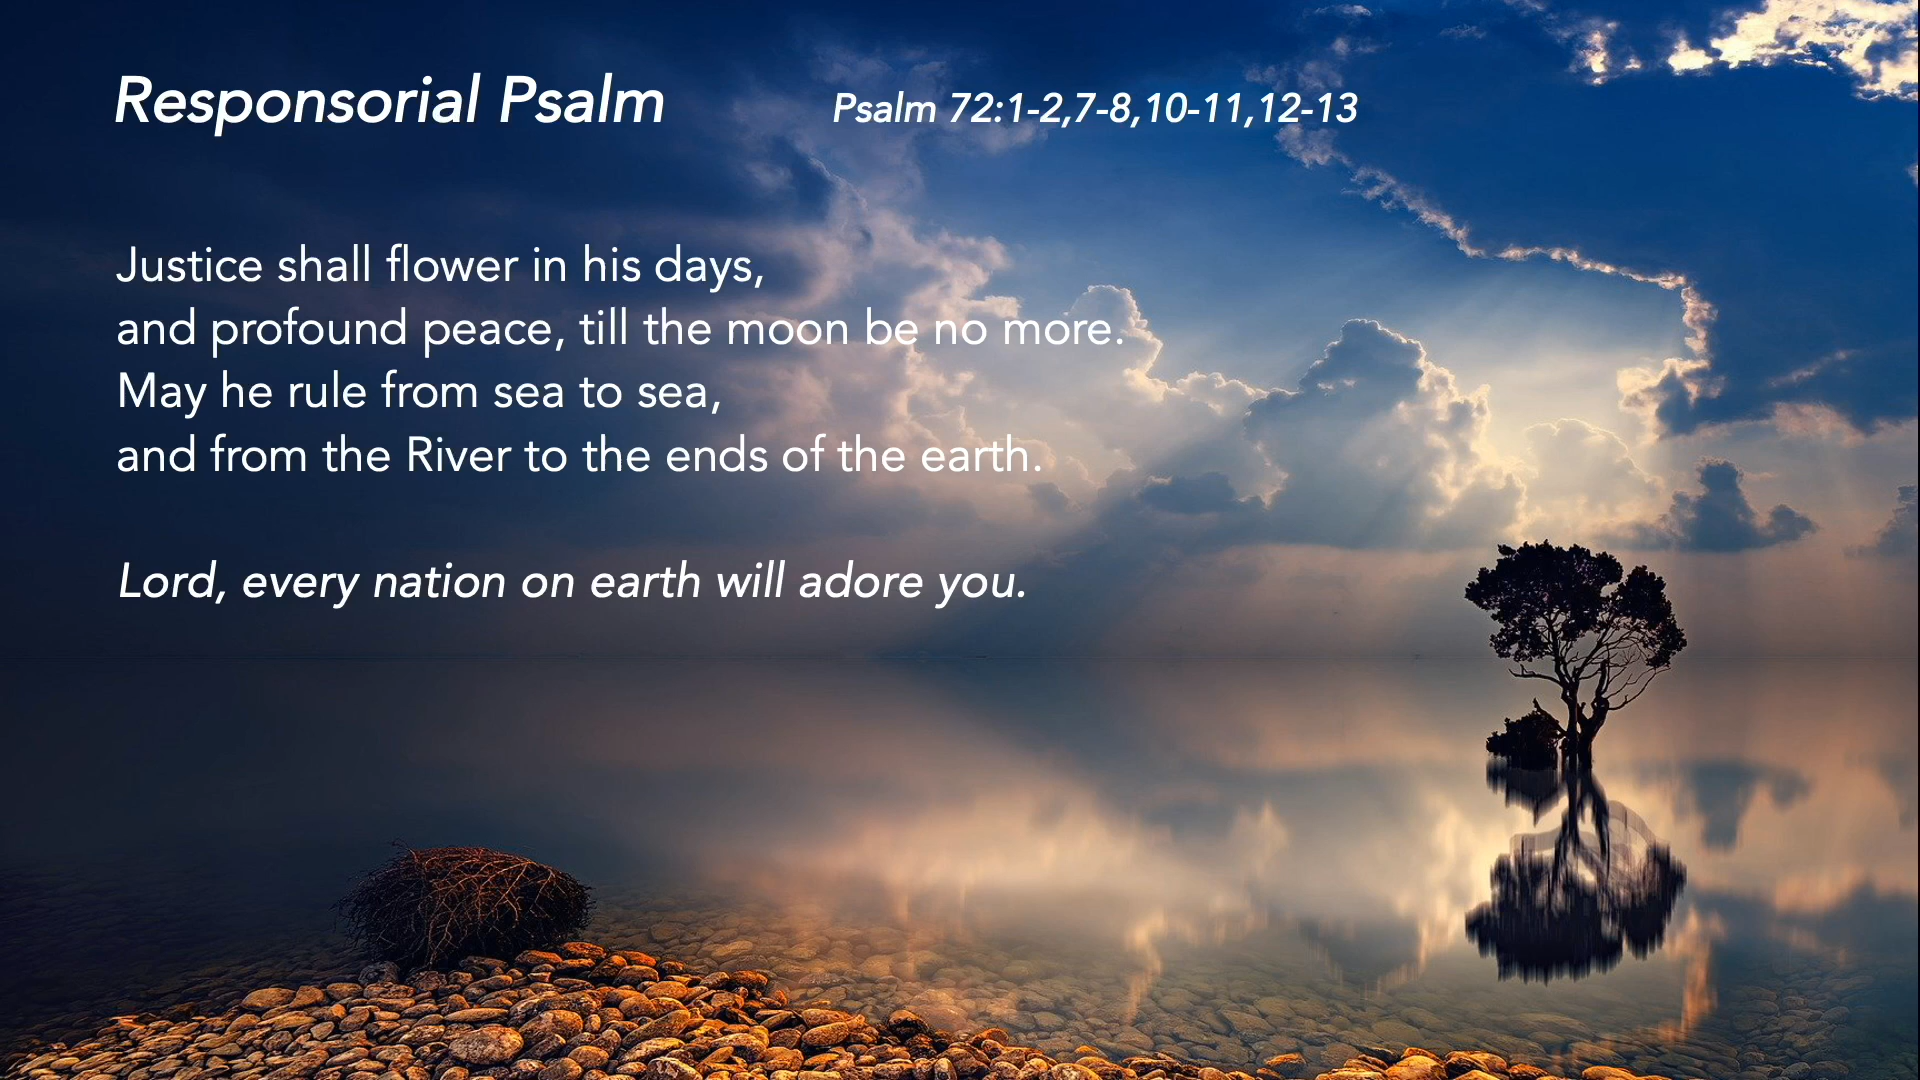 Responsorial Psalm
Psalm 72:1-2,7-8,10-11,12-13
Justice shall flower in his days,
and profound peace, till the moon be no more.
May he rule from sea to sea,
and from the River to the ends of the earth.
Lord, every nation on earth will adore you.